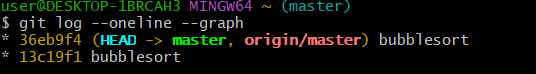 user@DESKTOP-1BRCAH3 MINGW64 ~ (master)
$ git log --oneline --graph
* 36eb9f4 (HEAD -> master, origin/master) bubblesort
* 13c19f1 bubblesort